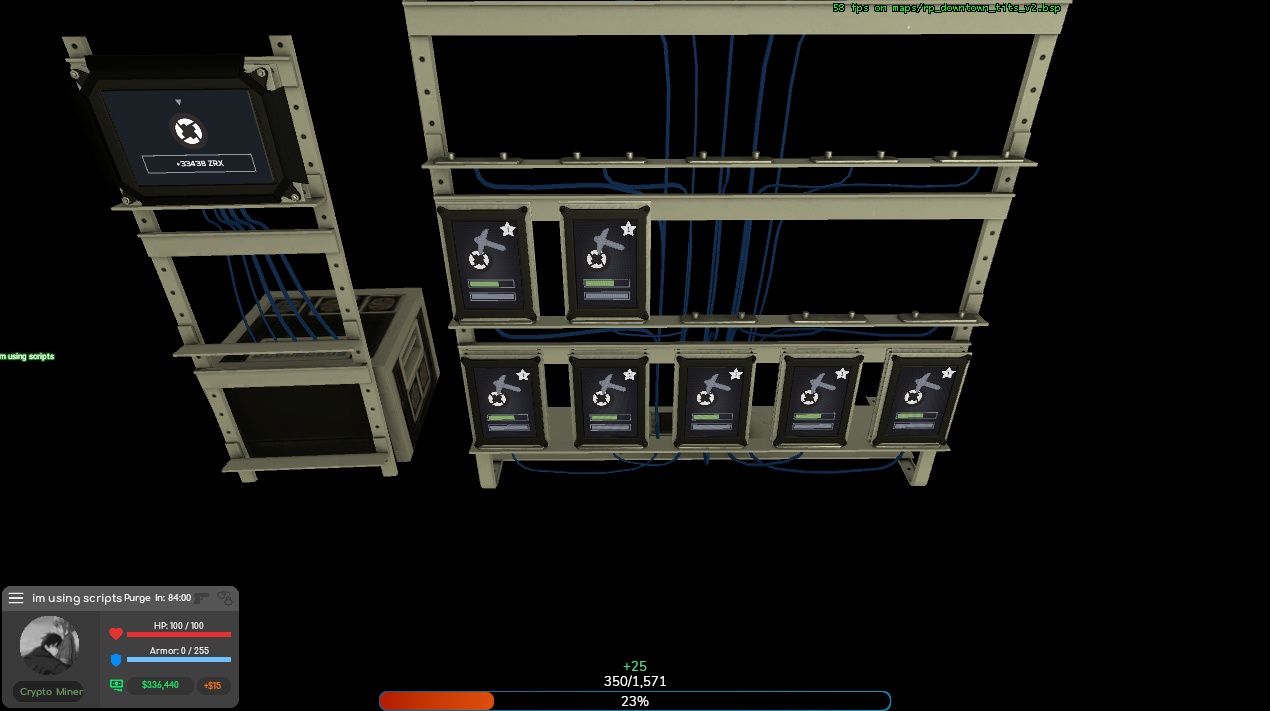 58 fps on maps/rp_downtown_tits_v2.bsp
+33438 ZRX
m using scripts
im using scripts Purge In: 84:00
HP: 100 / 100
Armor: 0 / 255
$336,440 +$15
Crypto Miner
+25
350/1,571
23%